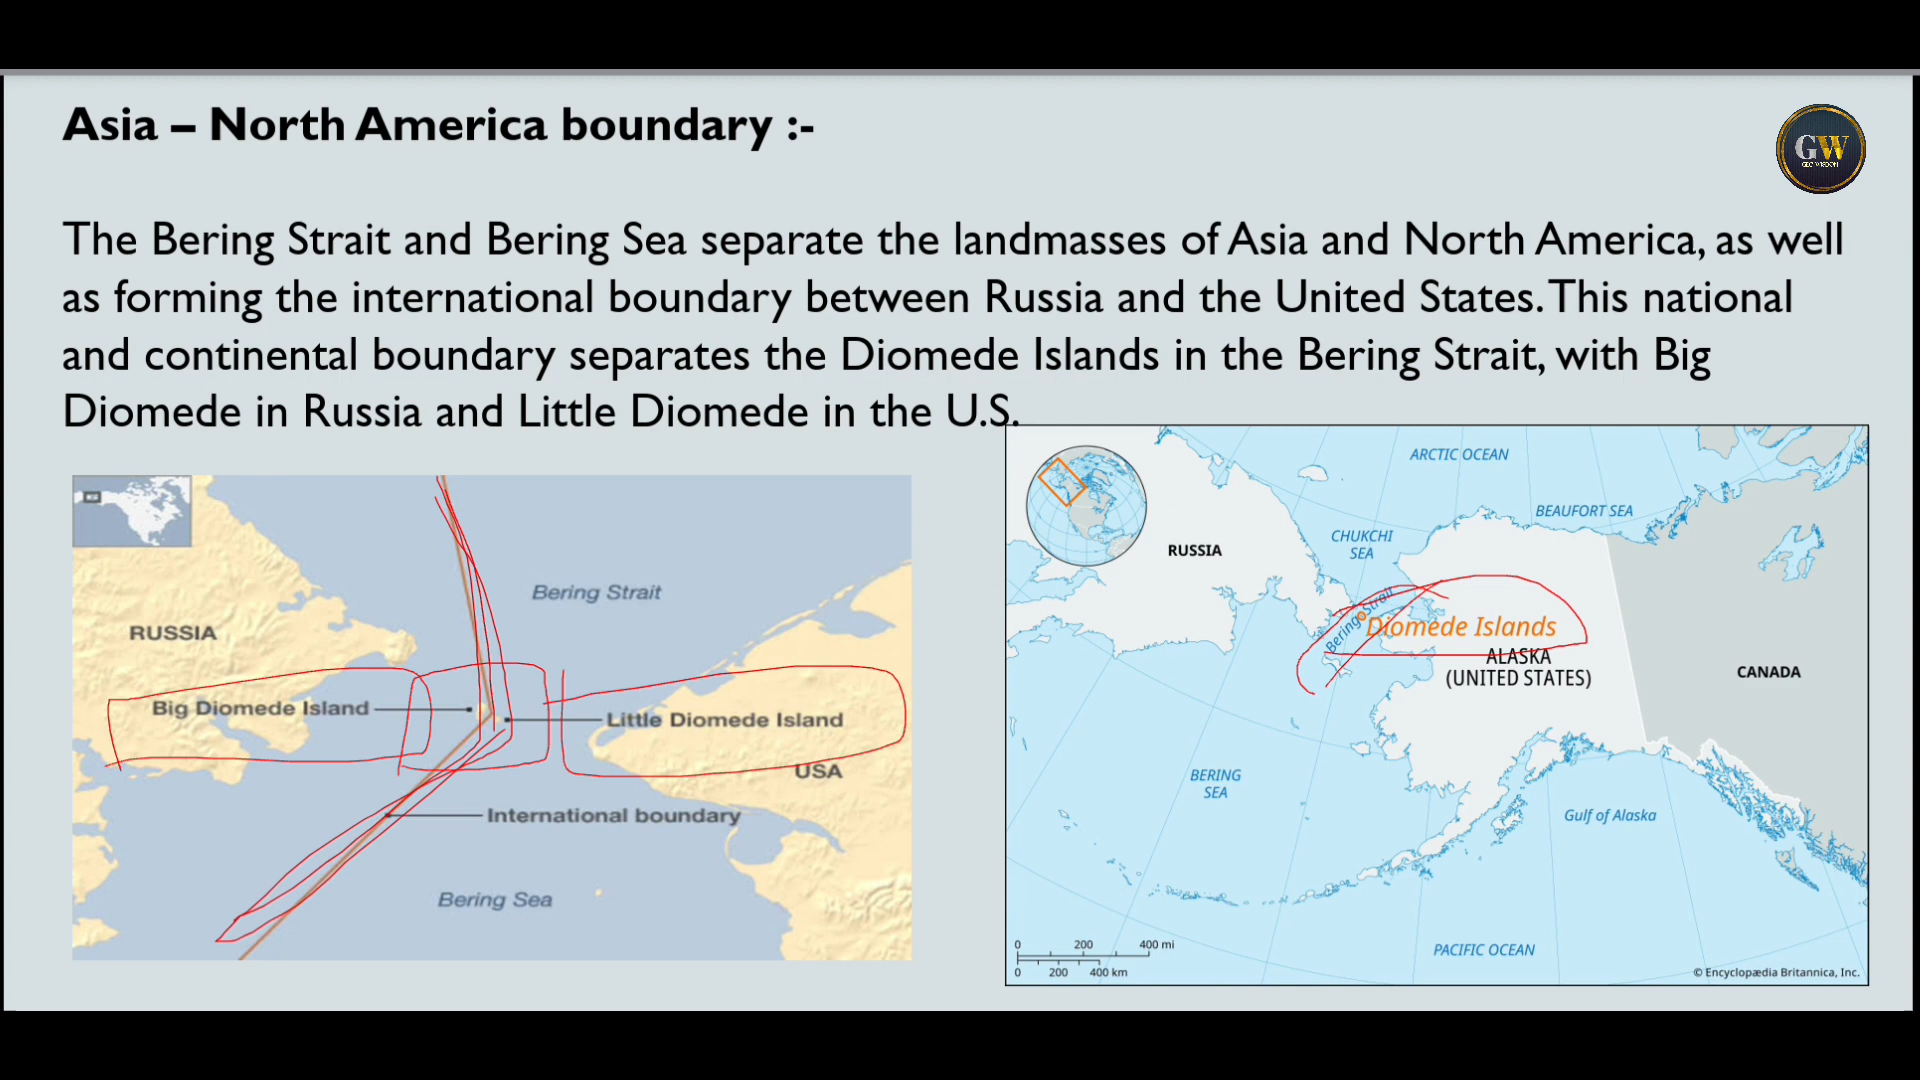 Asia – North America boundary :-
GW
GEO WISDOM
The Bering Strait and Bering Sea separate the landmasses of Asia and North America, as well
as forming the international boundary between Russia and the United States. This national
and continental boundary separates the Diomede Islands in the Bering Strait, with Big
Diomede in Russia and Little Diomede in the U.S.
Bering Strait
RUSSIA
Big Diomede Island
Little Diomede Island
USA
International boundary
Bering Sea
ARCTIC OCEAN
BEAUFORT SEA
CHUKCHI
SEA
RUSSIA
Bering Strait
Diomede Islands
ALASKA
(UNITED STATES)
CANADA
BERING
SEA
Gulf of Alaska
PACIFIC OCEAN
0 200 400 mi
0 200 400 km
© Encyclopædia Britannica, Inc.